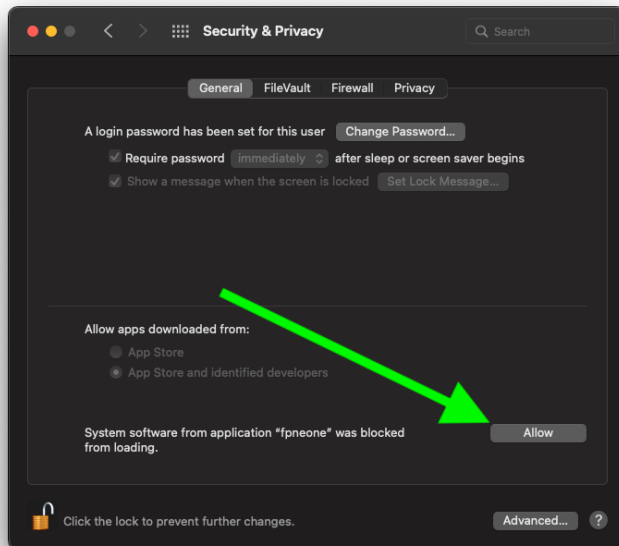 Security & Privacy
Search
General FileVault Firewall Privacy
A login password has been set for this user Change Password...
Require password immediately after sleep or screen saver begins
Show a message when the screen is locked Set Lock Message...
Allow apps downloaded from:
App Store
App Store and identified developers
System software from application “fpneone” was blocked
from loading.
Allow
Click the lock to prevent further changes.
Advanced... ?